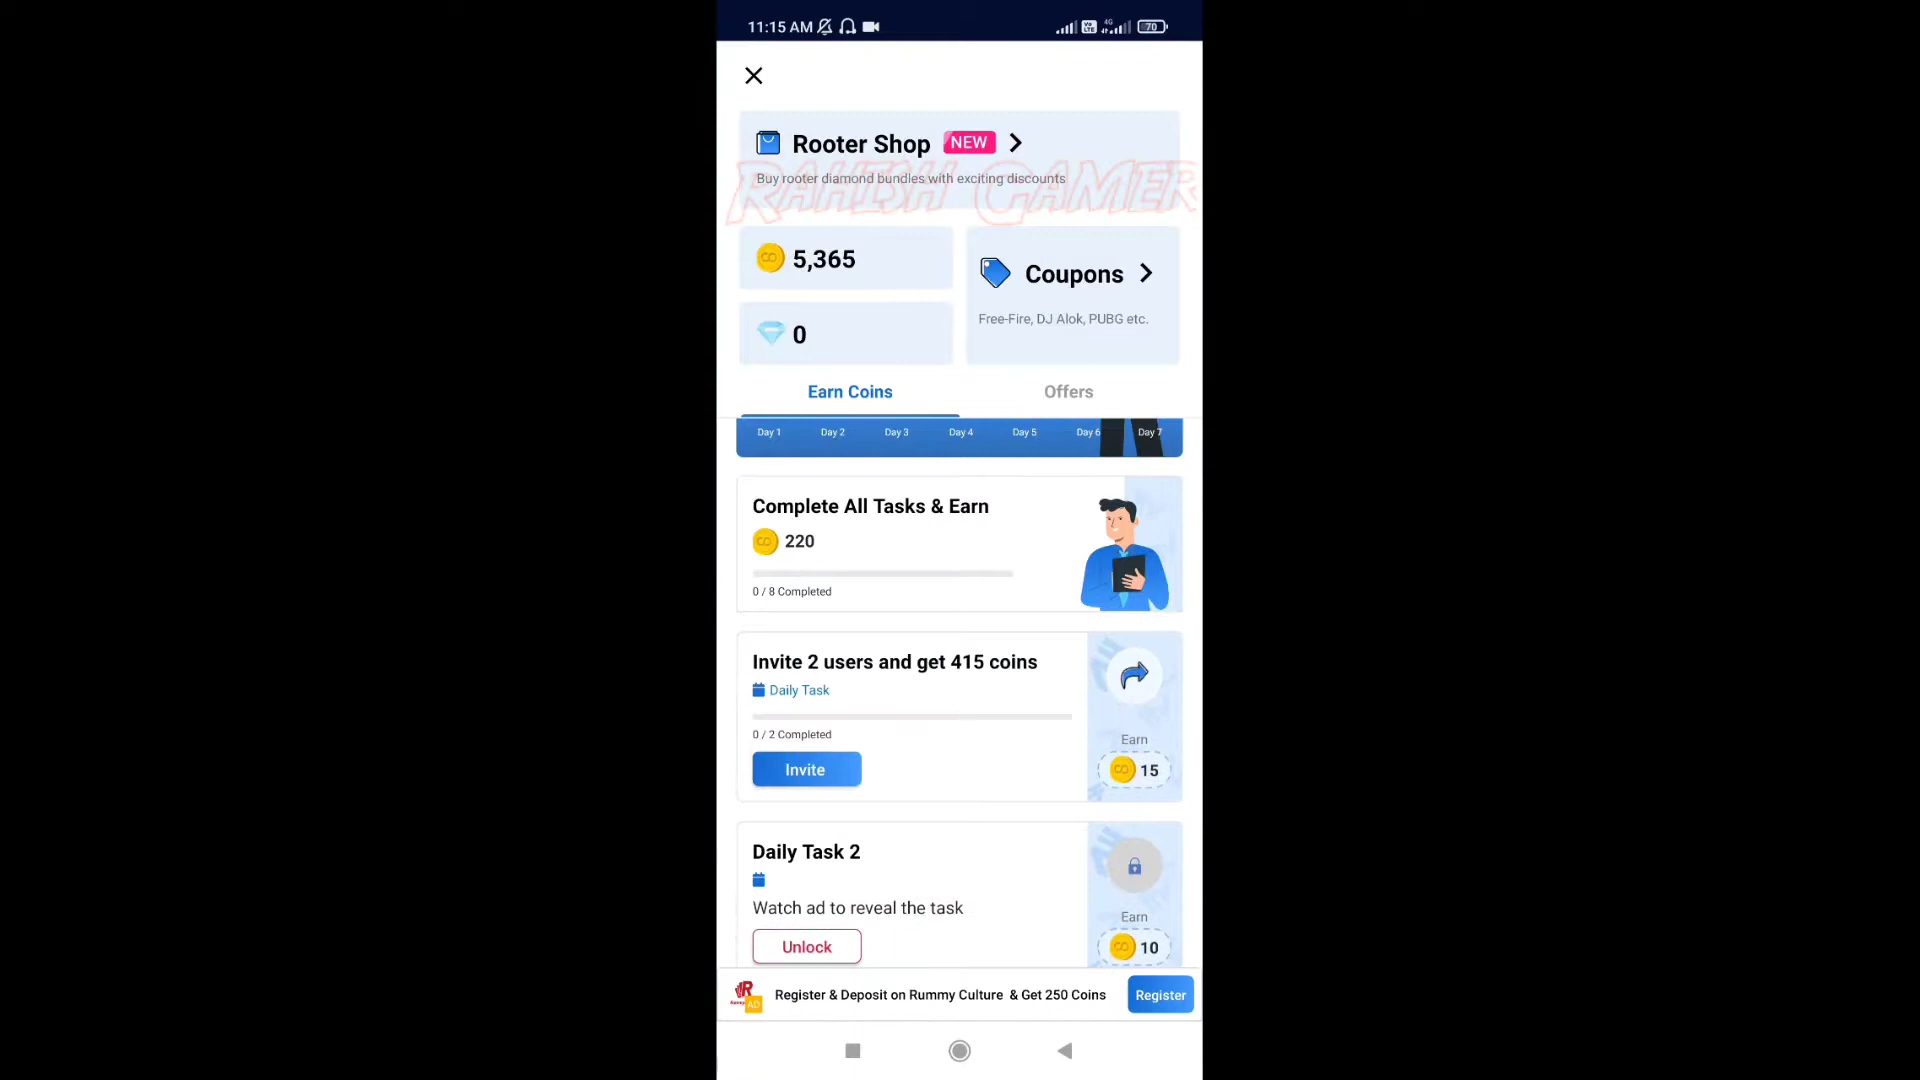 11:15 AM
4G
70
Rooter Shop NEW
Buy rooter diamond bundles with exciting discounts
RAHISH GAMER
5,365
Coupons
Free-Fire, DJ Alok, PUBG etc.
0
Earn Coins
Offers
Day 1 Day 2 Day 3 Day 4 Day 5 Day 6 Day 7
Complete All Tasks & Earn
220
0 / 8 Completed
Invite 2 users and get 415 coins
Daily Task
0 / 2 Completed
Invite
Earn
15
Daily Task 2
Watch ad to reveal the task
Unlock
Earn
10
AD
Register & Deposit on Rummy Culture & Get 250 Coins
Register